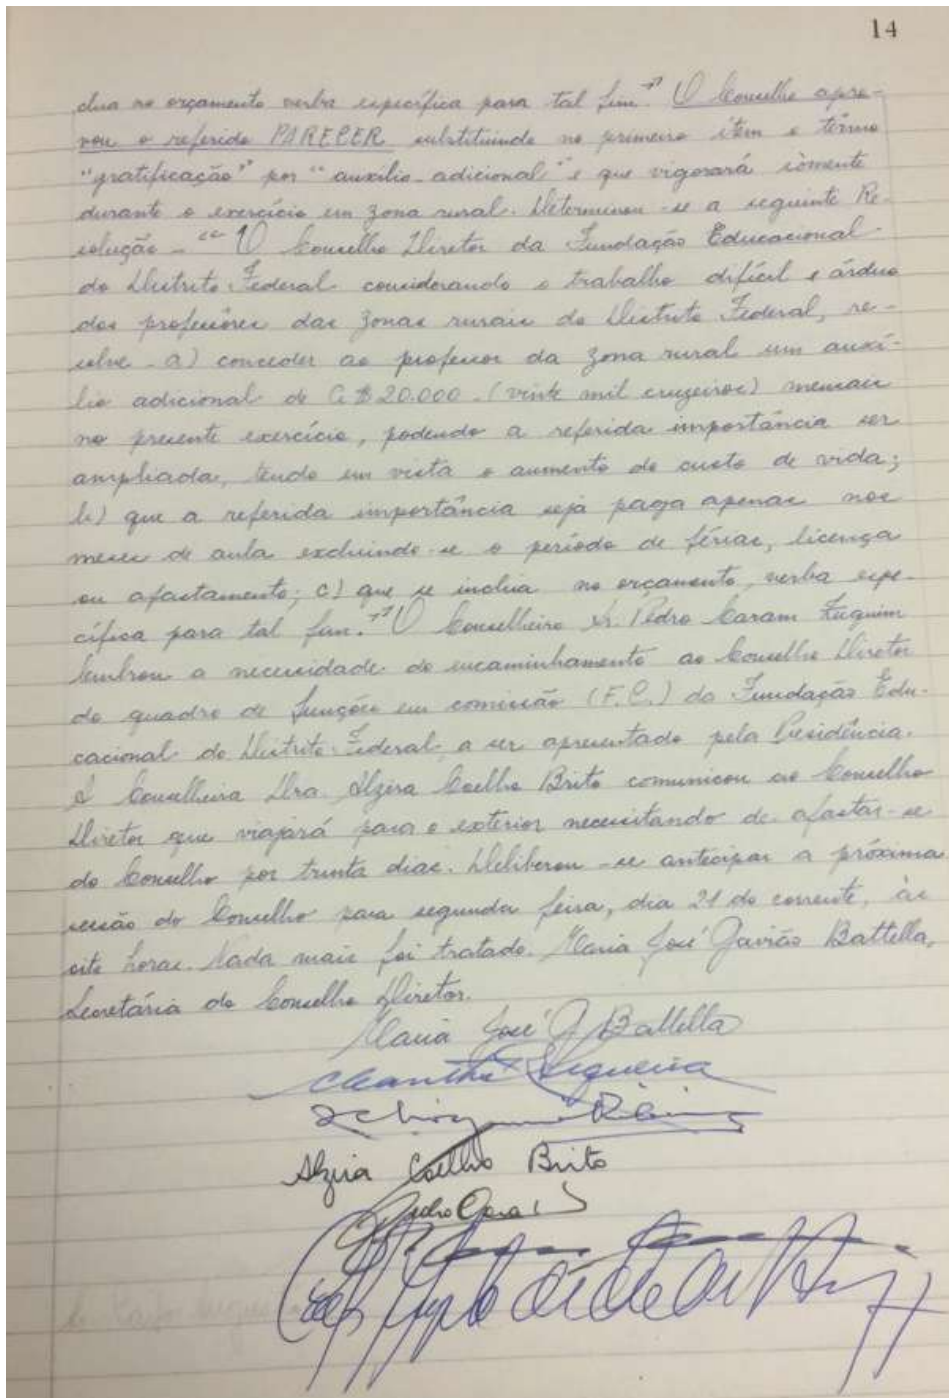 14
clua no orçamento verba específica para tal fim." O Conselho apro-
vou o referido PARECER substituindo no primeiro ítem o têrmo
"gratificação" por "auxílio-adicional" e que vigorará sòmente
durante o exercício em zona rural. Determinou-se a seguinte Re-
solução - "O Conselho Diretor da Fundação Educacional
do Distrito Federal considerando o trabalho difícil e árduo
dos professôres das zonas rurais do Distrito Federal, re-
solve - a) conceder ao professor da zona rural um auxí-
lio adicional de Cr$ 20.000 - (vinte mil cruzeiros) mensais
no presente exercício, podendo a referida importância ser
ampliada, tendo em vista o aumento do custo de vida;
b) que a referida importância seja paga apenas nos
meses de aula excluindo-se o período de férias, licença
ou afastamento; c) que se inclua no orçamento, verba espe-
cífica para tal fim." O Conselheiro Dr. Pedro Caram Zuquim
lembrou a necessidade do encaminhamento ao Conselho Diretor
do quadro de funções em comissão (F.C.) da Fundação Edu-
cacional do Distrito Federal, a ser apresentado pela Presidência.
A Conselheira Dra. Alzira Coelho Brito comunicou ao Conselho
Diretor que viajará para o exterior necessitando de afastar-se
do Conselho por trinta dias. Deliberou-se antecipar a próxima
sessão do Conselho para segunda feira, dia 21 do corrente, às
oito horas. Nada mais foi tratado. Maria José Gavião Battella,
Secretária do Conselho Diretor.
Maria José G. Battella
Cleantho Siqueira
Alzira Coelho Brito